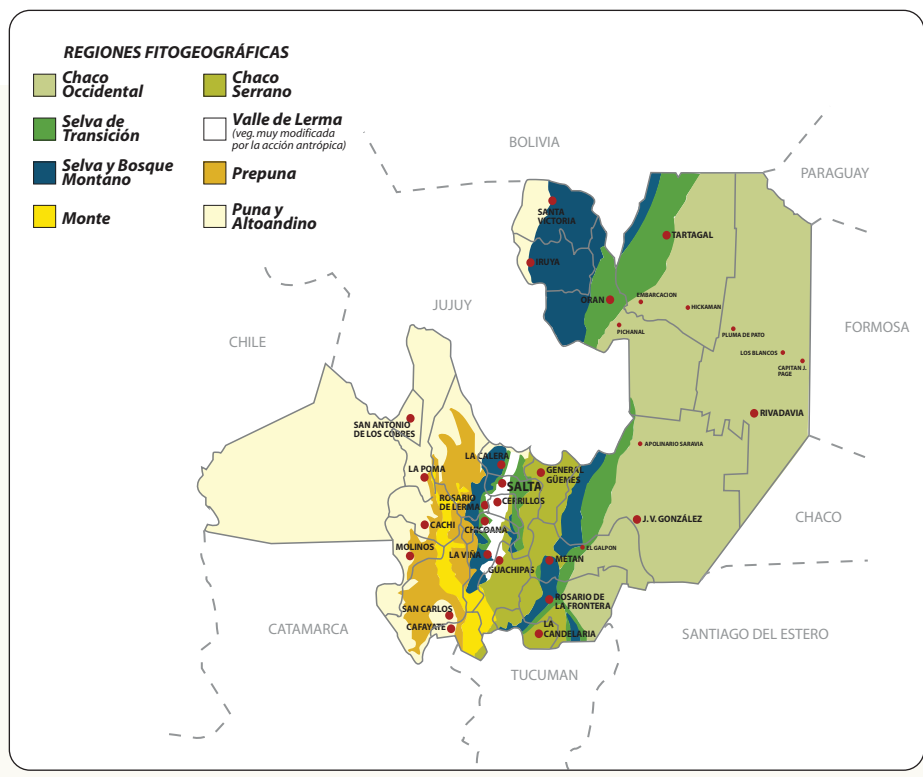 REGIONES FITOGEOGRÁFICAS
Chaco
Occidental
Chaco
Serrano
Selva de
Transición
Valle de Lerma
(veg. muy modificada
por la acción antrópica)
Selva y Bosque
Montano
Prepuna
Monte
Puna y
Altoandino
BOLIVIA
PARAGUAY
SANTA
VICTORIA
TARTAGAL
IRUYA
JUJUY
ORAN
EMBARCACION
HICKAMAN
PICHANAL
PLUMA DE PATO
FORMOSA
CHILE
LOS BLANCOS
CAPITAN J.
PAGE
RIVADAVIA
SAN ANTONIO
DE LOS COBRES
APOLINARIO SARAVIA
LA CALERA
LA POMA
GENERAL
GÜEMES
SALTA
ROSARIO
DE LERMA
CERRILLOS
CACHI
CHICOANA
J. V. GONZÁLEZ
CHACO
MOLINOS
LA VIÑA
EL GALPON
GUACHIPAS
METAN
ROSARIO DE
LA FRONTERA
SAN CARLOS
CAFAYATE
LA
CANDELARIA
CATAMARCA
SANTIAGO DEL ESTERO
TUCUMAN